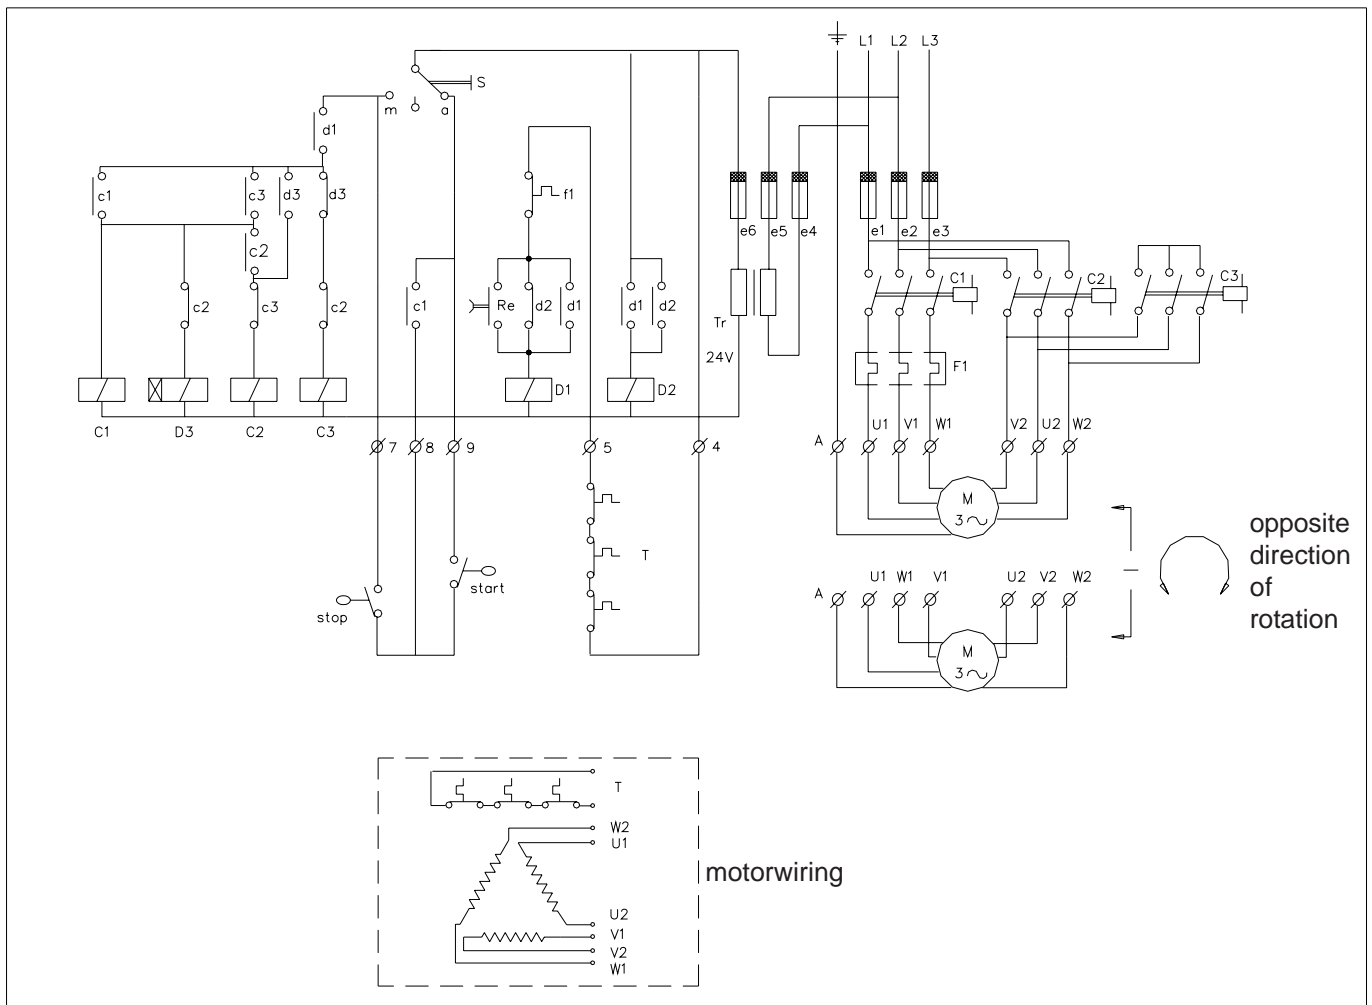 L1 L2 L3
S
m a
d1
c1 c3 d3 d3 f1
e6 e5 e4 e1 e2 e3
c2
C1 C2 C3
c2 c3 c2 c1 Re d2 d1 d1 d2
Tr
24V
F1
D1 D2
C1 D3 C2 C3
7 8 9 5 4
A U1 V1 W1 V2 U2 W2
M
3
T
start
stop
opposite
direction
of
rotation
A U1 W1 V1 U2 V2 W2
M
3
T
W2
U1
motorwiring
U2
V1
V2
W1